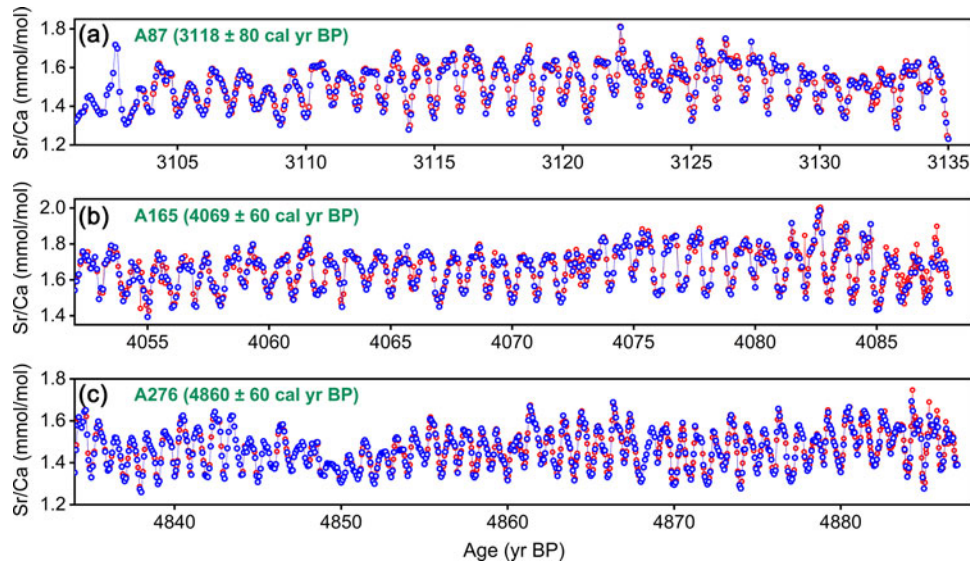 (a) A87 (3118 ± 80 cal yr BP)
Sr/Ca (mmol/mol)
1.8
1.6
1.4
1.2
3105 3110 3115 3120 3125 3130 3135
(b) A165 (4069 ± 60 cal yr BP)
Sr/Ca (mmol/mol)
2.0
1.8
1.6
1.4
4055 4060 4065 4070 4075 4080 4085
(c) A276 (4860 ± 60 cal yr BP)
Sr/Ca (mmol/mol)
1.8
1.6
1.4
1.2
4840 4850 4860 4870 4880
Age (yr BP)